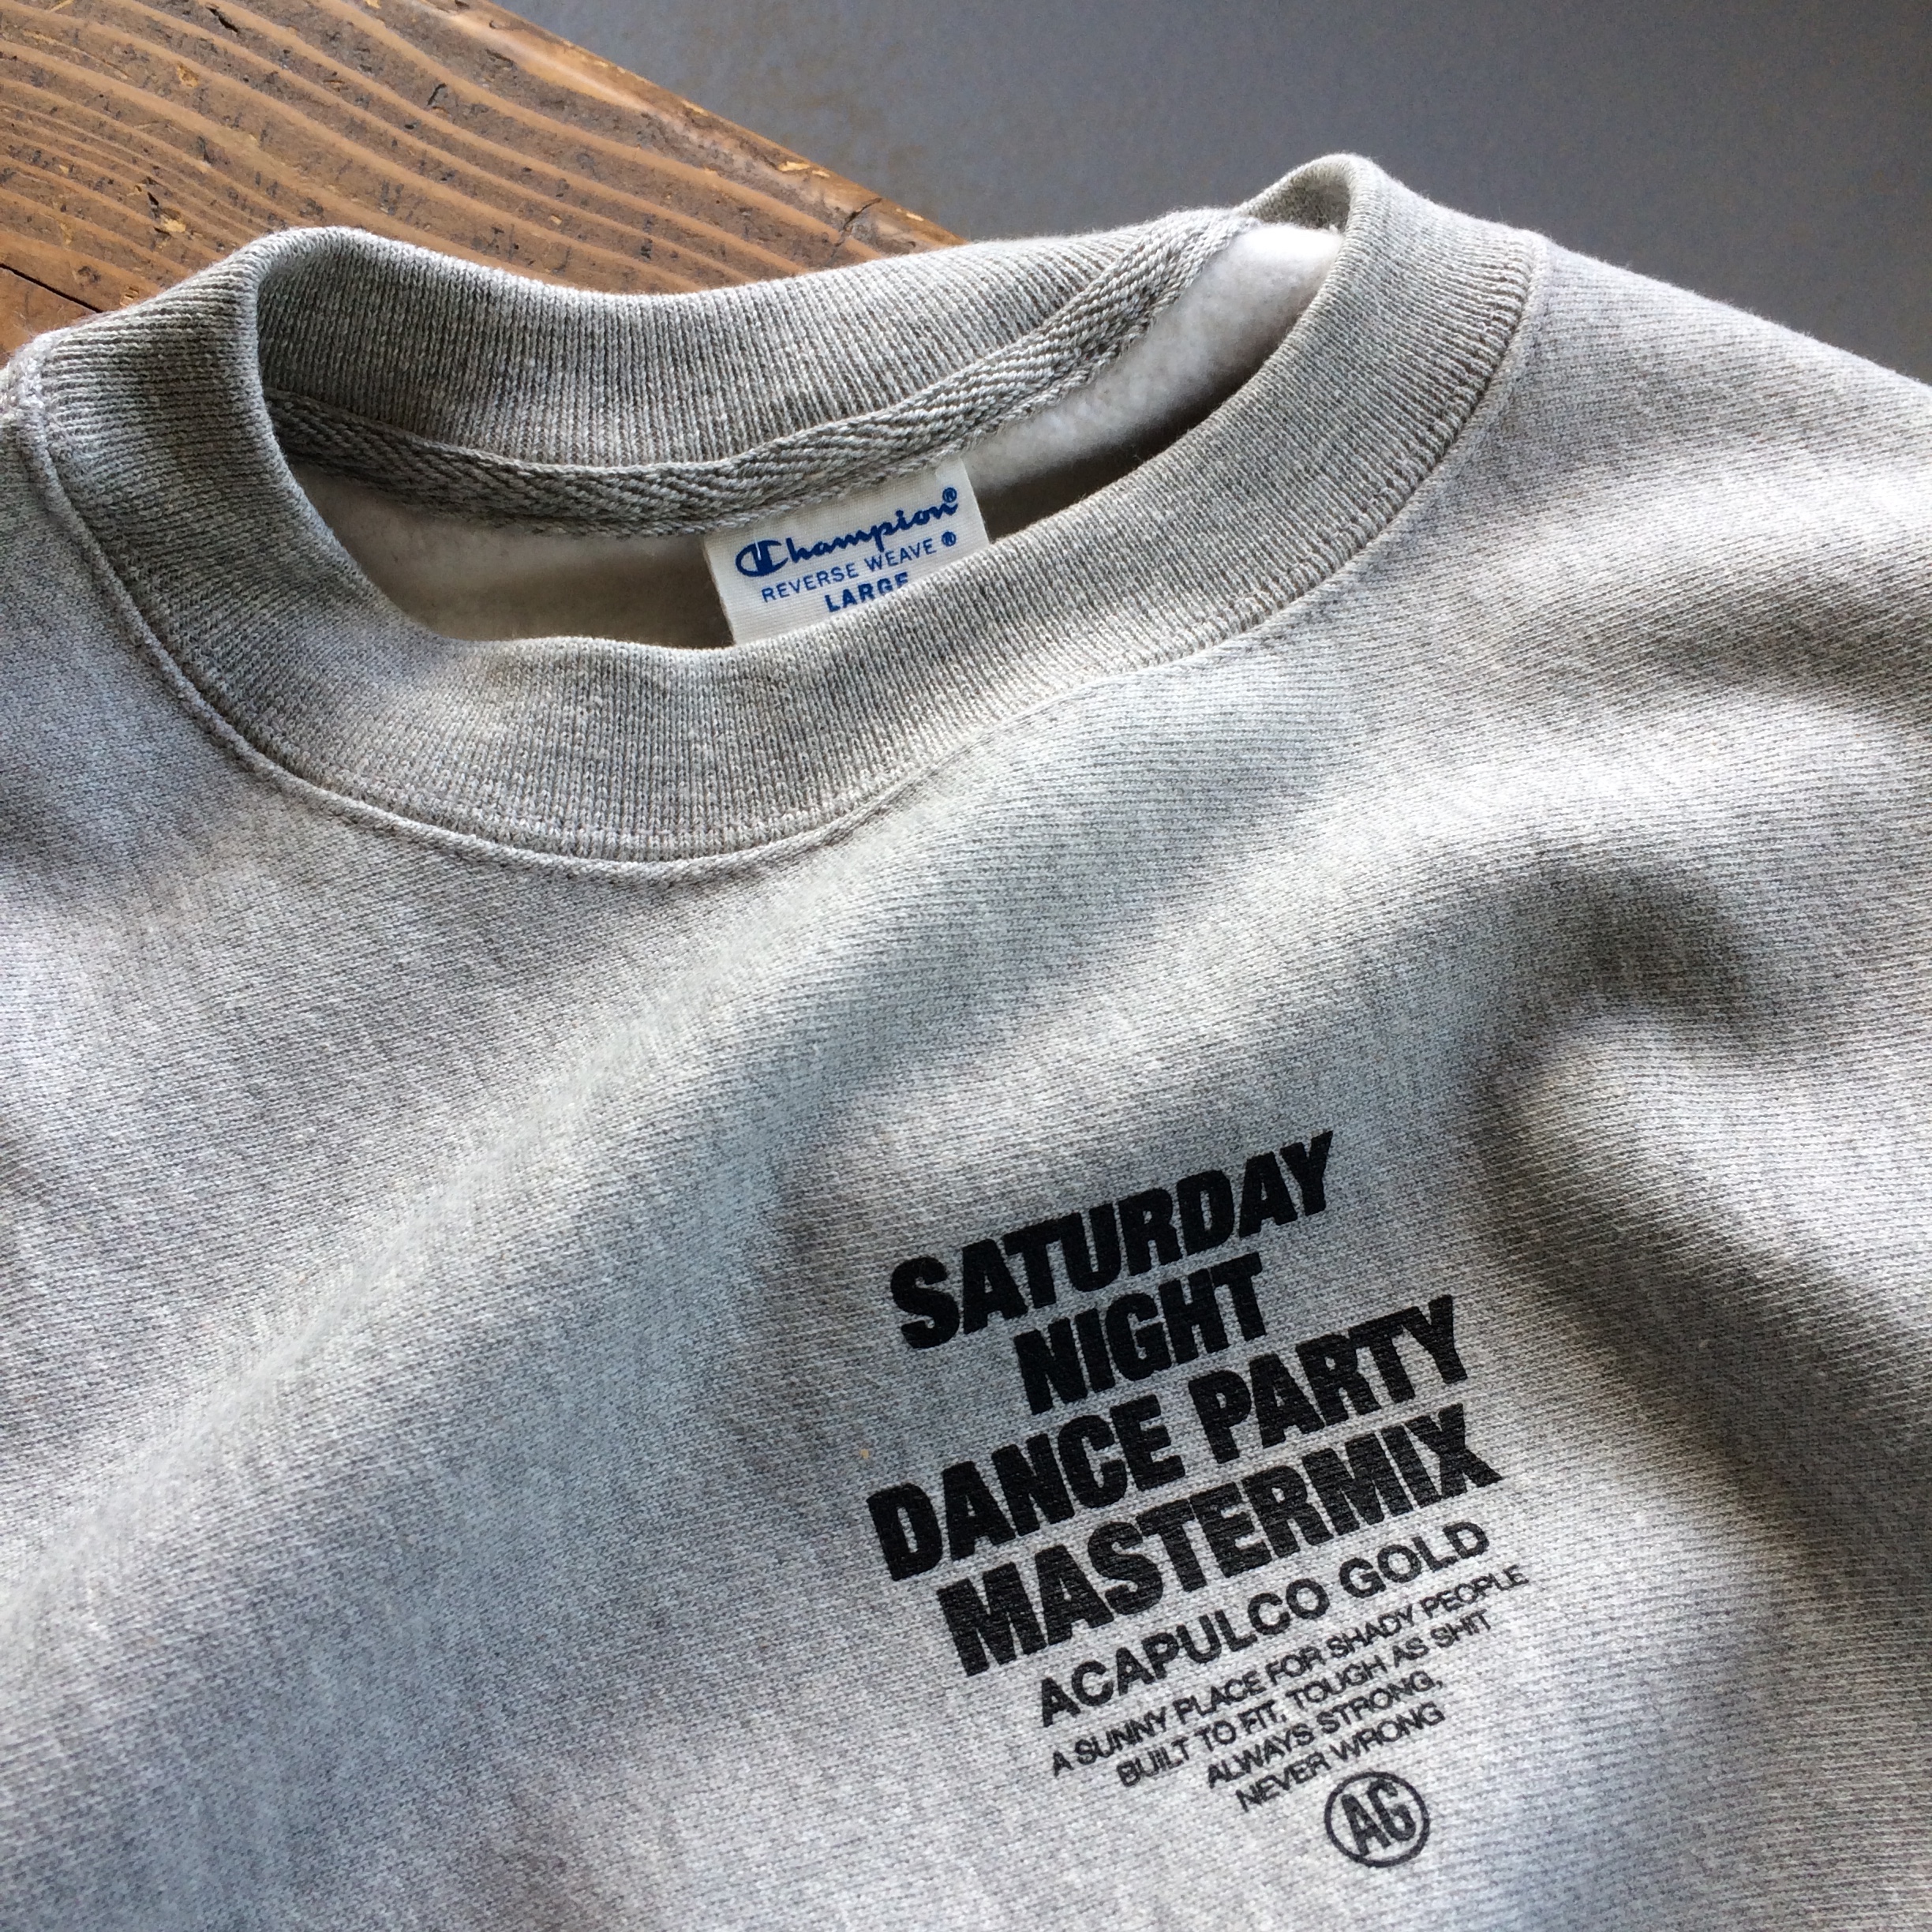 Champion®
REVERSE WEAVE®
LARGE
SATURDAY
NIGHT
DANCE PARTY
MASTERMIX
ACAPULCO GOLD
A SUNNY PLACE FOR SHADY PEOPLE
BUILT TO FIT, TOUGH AS SHIT
ALWAYS STRONG,
NEVER WRONG
AG